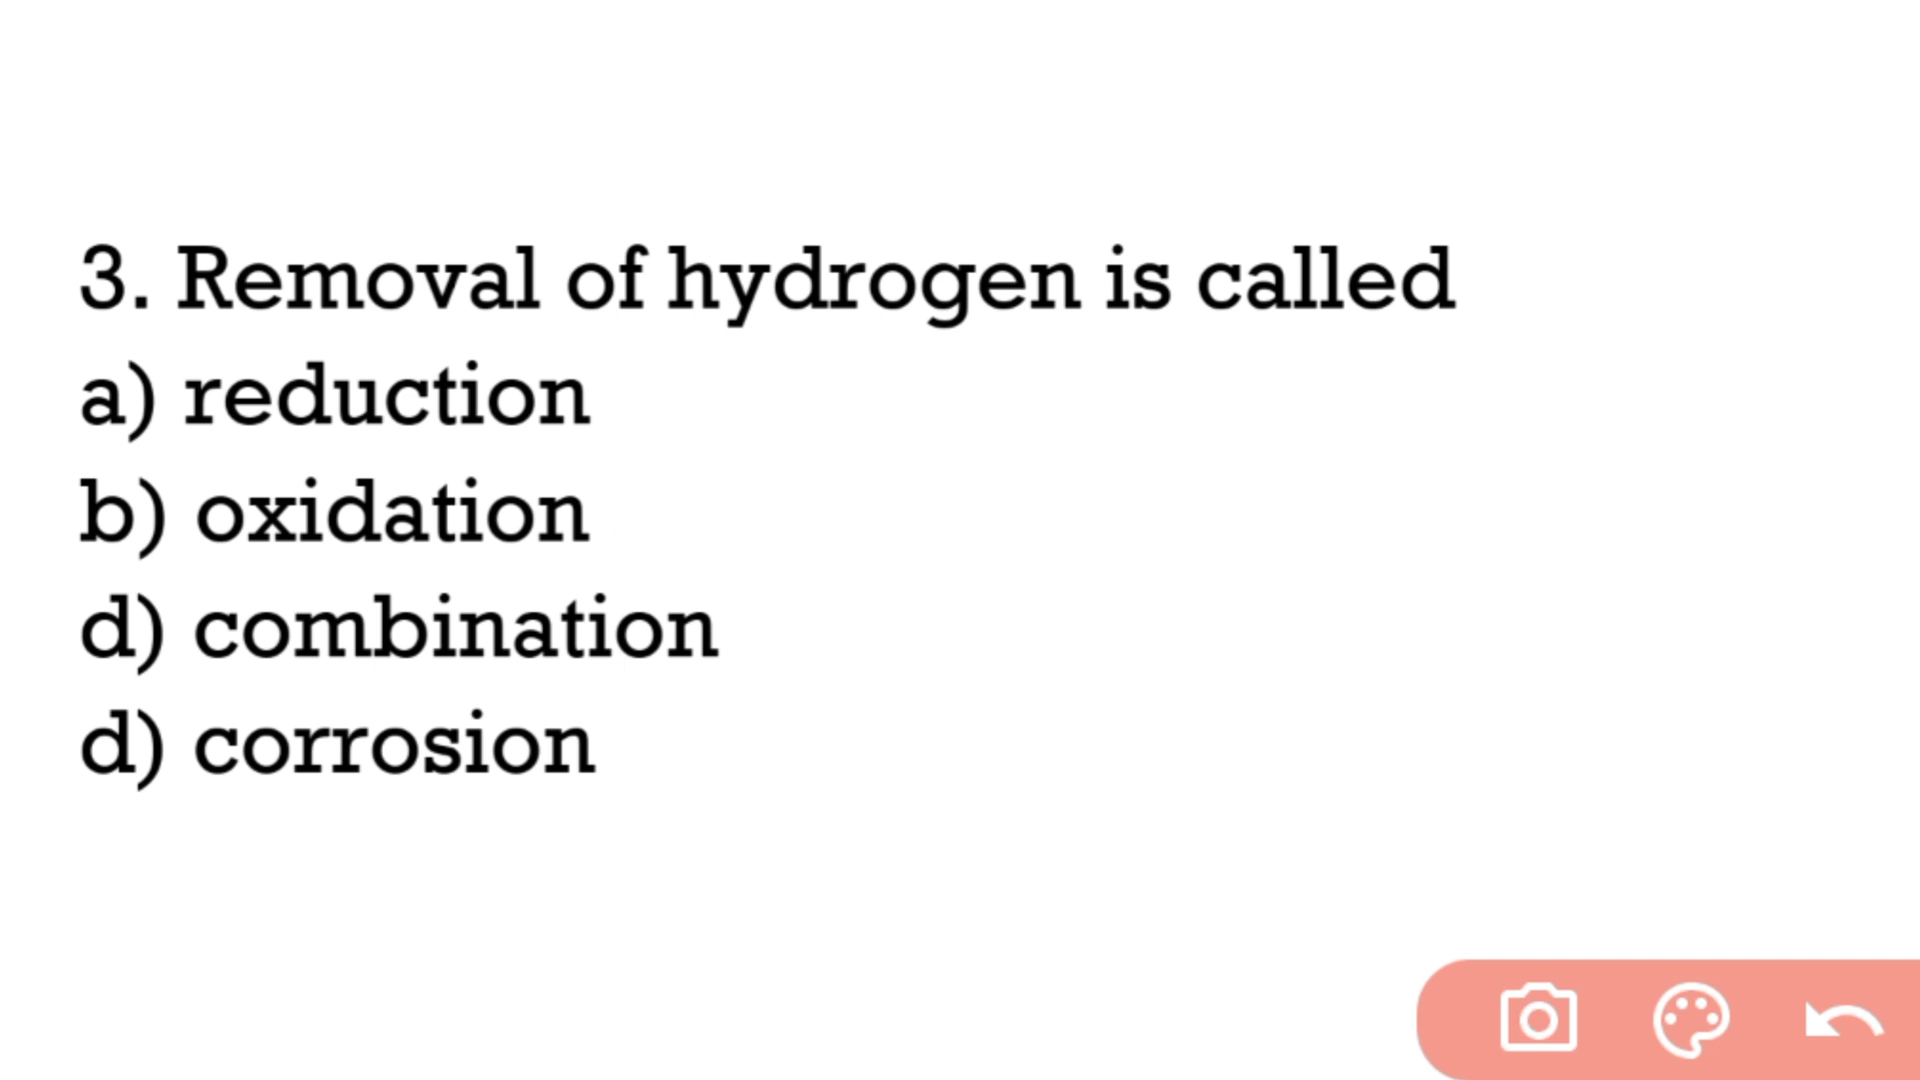 3. Removal of hydrogen is called
a) reduction
b) oxidation
d) combination
d) corrosion